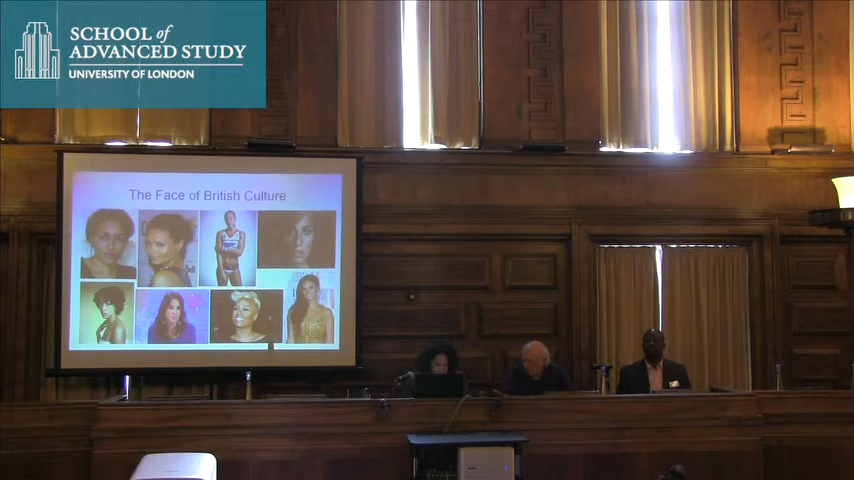 SCHOOL of
ADVANCED STUDY
UNIVERSITY OF LONDON
The Face of British Culture